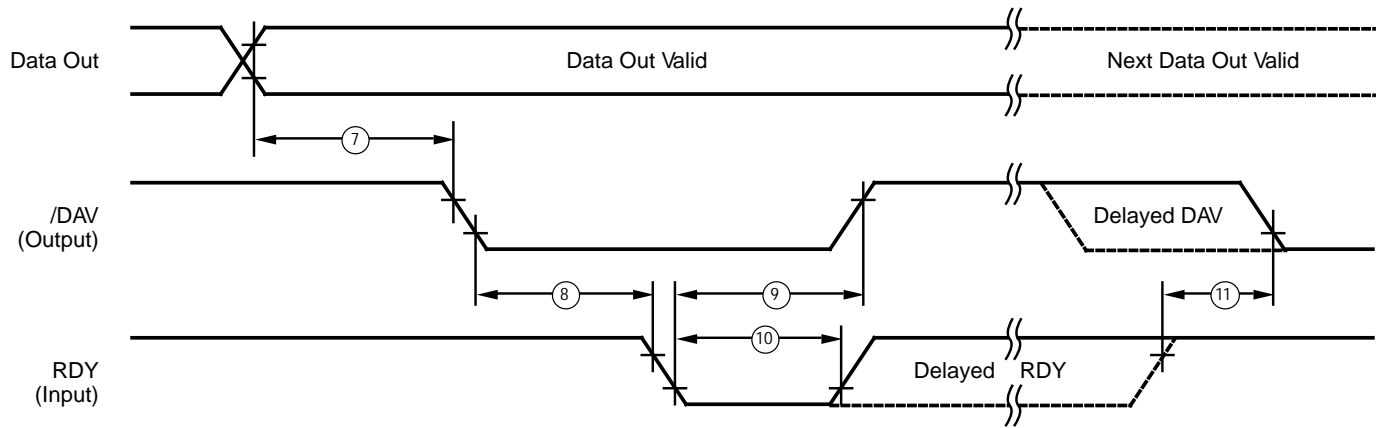 Data Out
Data Out Valid
Next Data Out Valid
7
/DAV
(Output)
Delayed DAV
8
9
11
10
RDY
(Input)
Delayed RDY